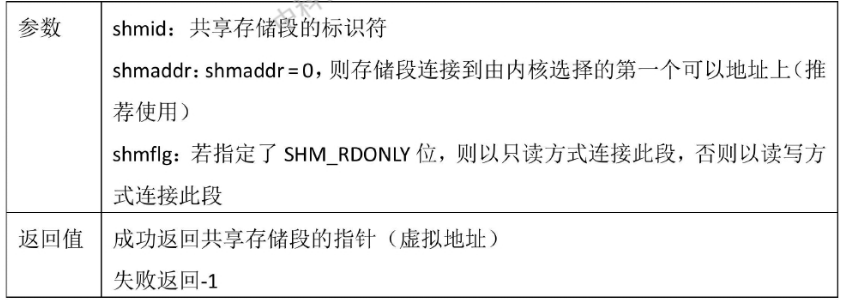 参数
shmid：共享存储段的标识符
shmaddr：shmaddr = 0，则存储段连接到由内核选择的第一个可以地址上（推
荐使用）
shmflg：若指定了 SHM_RDONLY 位，则以只读方式连接此段，否则以读写方
式连接此段
返回值
成功返回共享存储段的指针（虚拟地址）
失败返回-1